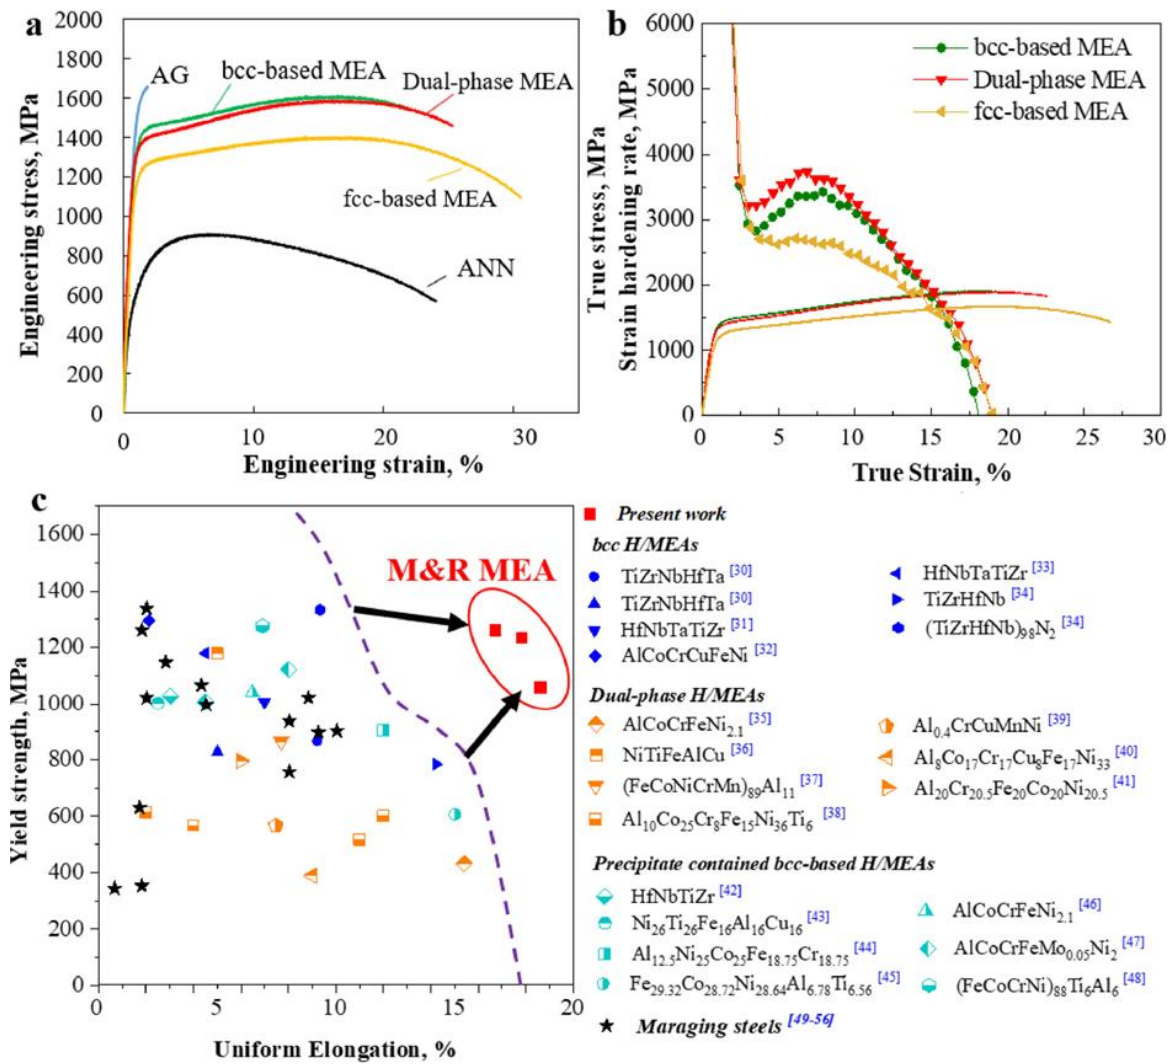 a
2000
1800
1600
1400
1200
1000
800
600
400
200
0
Engineering stress, MPa
AG
bcc-based MEA
Dual-phase MEA
fcc-based MEA
ANN
0 10 20 30
Engineering strain, %
b
6000
5000
4000
3000
2000
1000
0
True stress, MPa
Strain hardening rate, MPa
bcc-based MEA
Dual-phase MEA
fcc-based MEA
0 5 10 15 20 25 30
True Strain, %
c
1600
1400
1200
1000
800
600
400
200
0
Yield strength, MPa
M&R MEA
0 5 10 15 20
Uniform Elongation, %
Present work
bcc H/MEAs
TiZrNbHfTa [30]
TiZrNbHfTa [30]
HfNbTaTiZr [31]
AlCoCrCuFeNi [32]
HfNbTaTiZr [33]
TiZrHfNb [34]
(TiZrHfNb)98N2 [34]
Dual-phase H/MEAs
AlCoCrFeNi2.1 [35]
NiTiFeAlCu [36]
(FeCoNiCrMn)89Al11 [37]
Al10Co25Cr8Fe15Ni36Ti6 [38]
Al0.4CrCuMnNi [39]
Al8Co17Cr17Cu8Fe17Ni33 [40]
Al20Cr20.5Fe20Co20Ni20.5 [41]
Precipitate contained bcc-based H/MEAs
HfNbTiZr [42]
Ni26Ti26Fe16Al16Cu16 [43]
Al12.5Ni25Co25Fe18.75Cr18.75 [44]
Fe29.32Co28.72Ni28.64Al6.78Ti6.56 [45]
AlCoCrFeNi2.1 [46]
AlCoCrFeMo0.05Ni2 [47]
(FeCoCrNi)88Ti6Al6 [48]
Maraging steels [49-56]